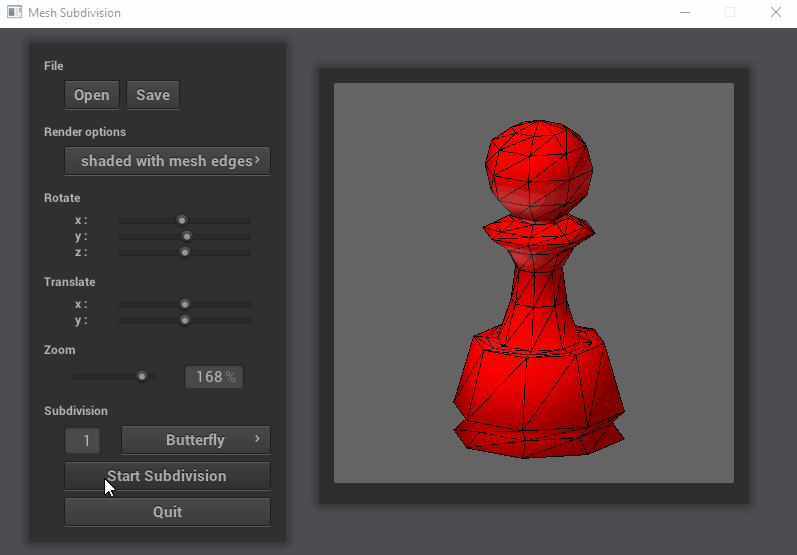 Mesh Subdivision
File
Open Save
Render options
shaded with mesh edges
Rotate
x :
y :
z :
Translate
x :
y :
Zoom
168 %
Subdivision
1 Butterfly
Start Subdivision
Quit